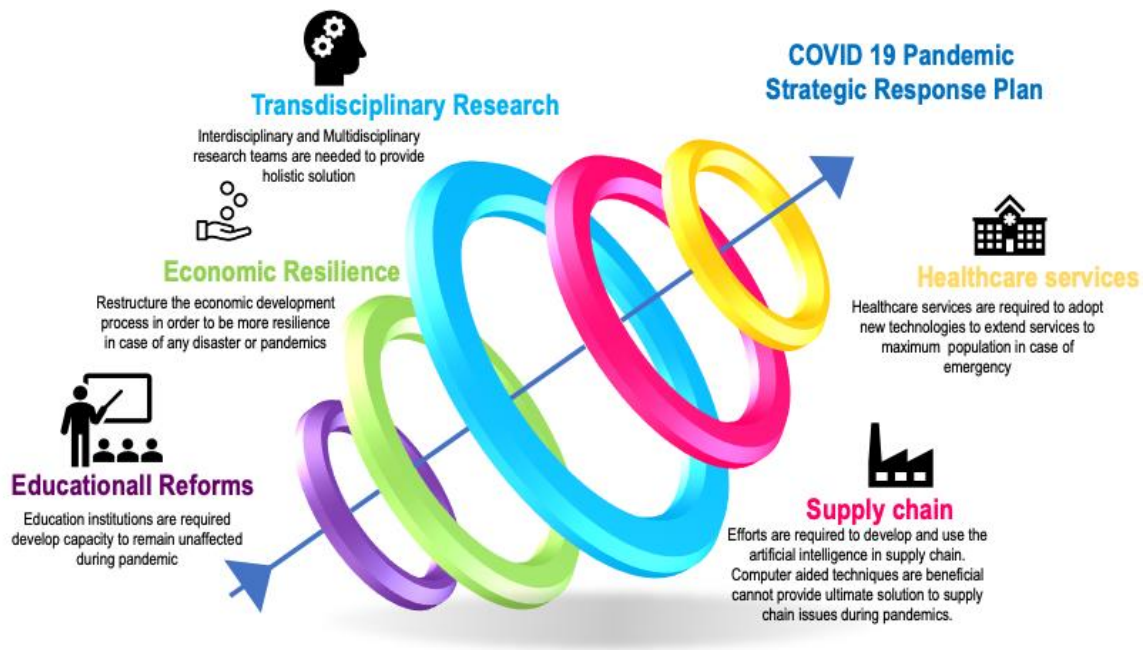 COVID 19 Pandemic
Strategic Response Plan
Transdisciplinary Research
Interdisciplinary and Multidisciplinary
research teams are needed to provide
holistic solution
Economic Resilience
Restructure the economic development
process in order to be more resilience
in case of any disaster or pandemics
Educationall Reforms
Education institutions are required
develop capacity to remain unaffected
during pandemic
Healthcare services
Healthcare services are required to adopt
new technologies to extend services to
maximum population in case of
emergency
Supply chain
Efforts are required to develop and use the
artificial intelligence in supply chain.
Computer aided techniques are beneficial
cannot provide ultimate solution to supply
chain issues during pandemics.